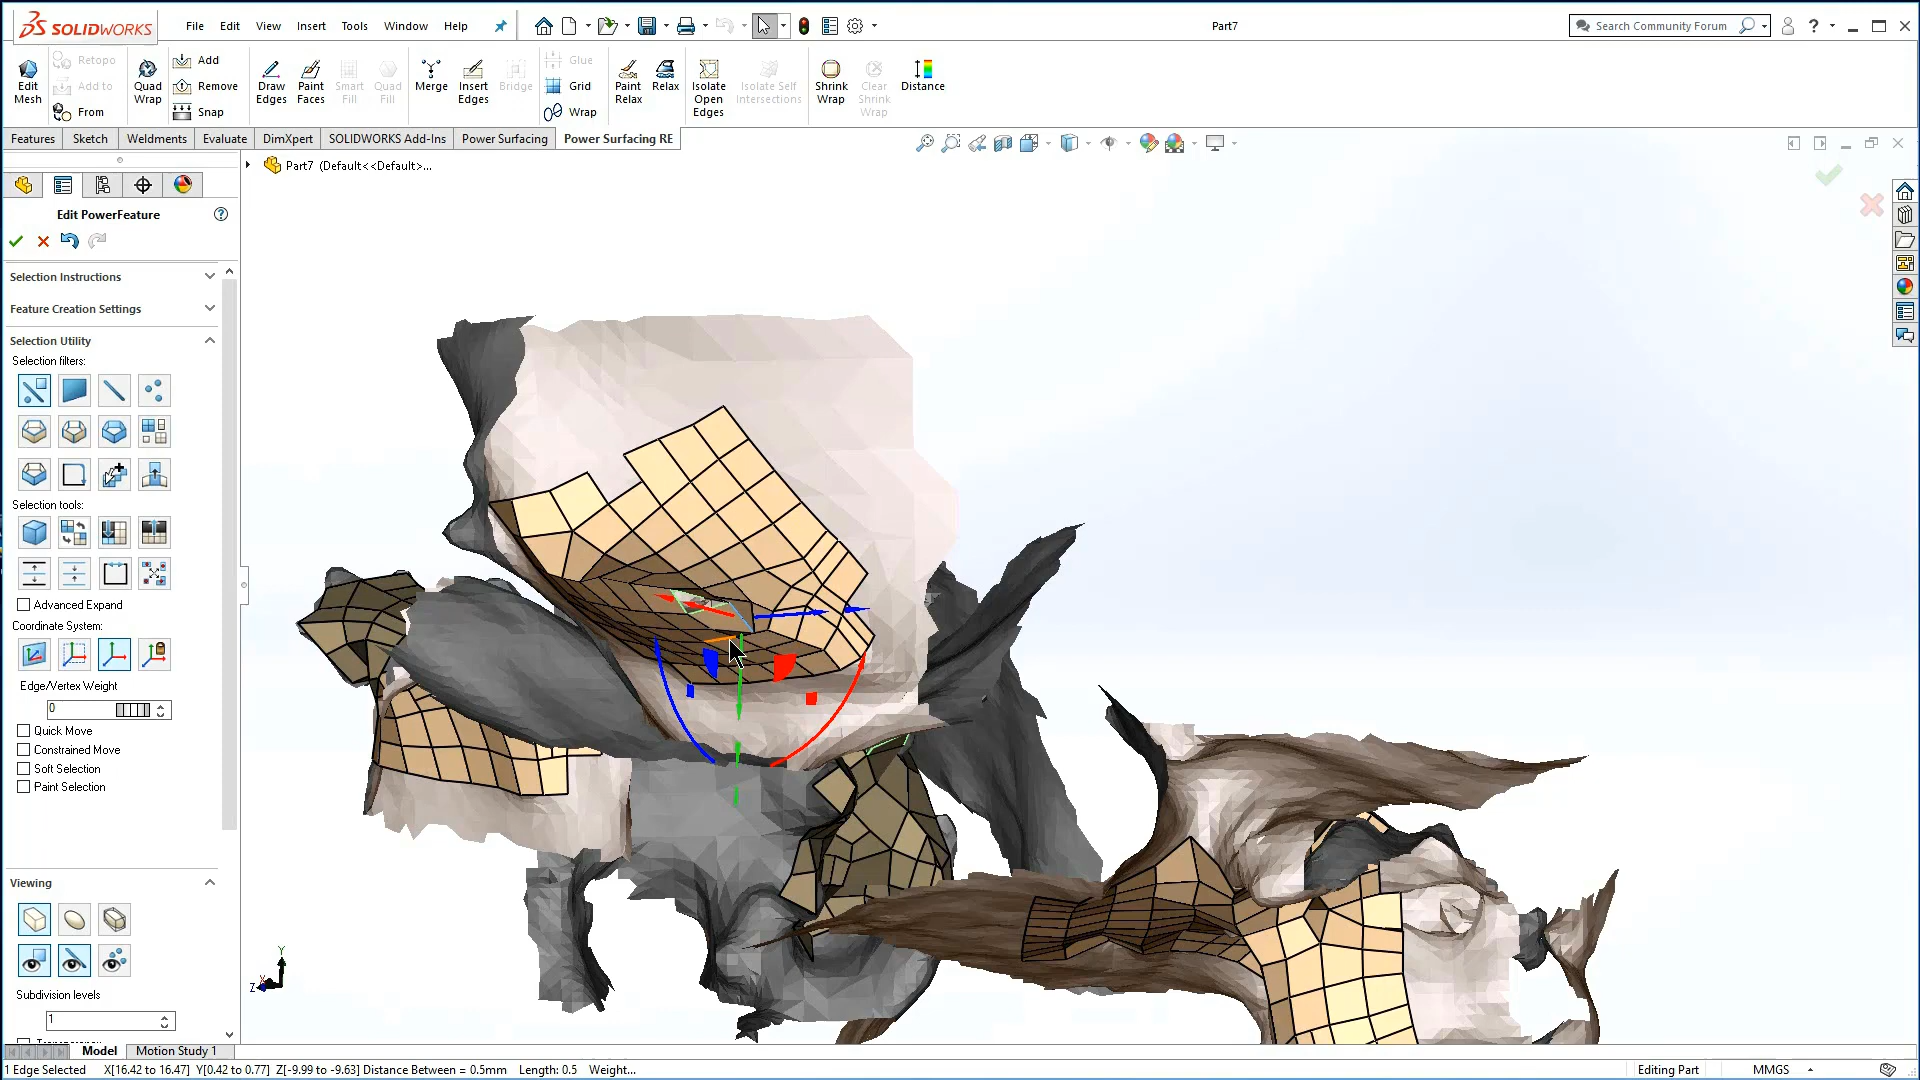 SOLIDWORKS
File Edit View Insert Tools Window Help
Part7
Search Community Forum
?
Edit Mesh
Retopo
Add to
From
Quad Wrap
Add
Remove
Snap
Draw Edges
Paint Faces
Smart Fill
Quad Fill
Merge
Insert Edges
Bridge
Glue
Grid
Wrap
Paint Relax
Relax
Isolate Open Edges
Isolate Self Intersections
Shrink Wrap
Clear Shrink Wrap
Distance
Features Sketch Weldments Evaluate DimXpert SOLIDWORKS Add-Ins Power Surfacing Power Surfacing RE
Part7 (Default<<Default>...
Edit PowerFeature
?
Selection Instructions
Feature Creation Settings
Selection Utility
Selection filters:
Selection tools:
Advanced Expand
Coordinate System:
Edge/Vertex Weight
0
Quick Move
Constrained Move
Soft Selection
Paint Selection
Viewing
Subdivision levels
1
Y
X
Z
Model Motion Study 1
1 Edge Selected X[16.42 to 16.47] Y[0.42 to 0.77] Z[-9.99 to -9.63] Distance Between = 0.5mm Length: 0.5 Weight...
Editing Part
MMGS